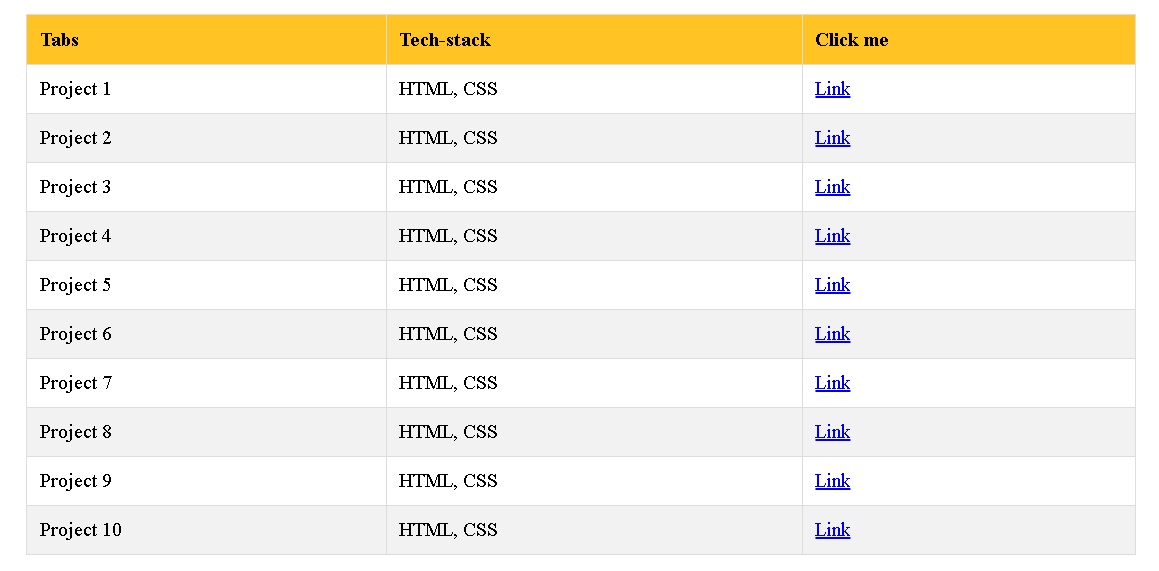 Tabs Tech-stack Click me
Project 1 HTML, CSS Link
Project 2 HTML, CSS Link
Project 3 HTML, CSS Link
Project 4 HTML, CSS Link
Project 5 HTML, CSS Link
Project 6 HTML, CSS Link
Project 7 HTML, CSS Link
Project 8 HTML, CSS Link
Project 9 HTML, CSS Link
Project 10 HTML, CSS Link